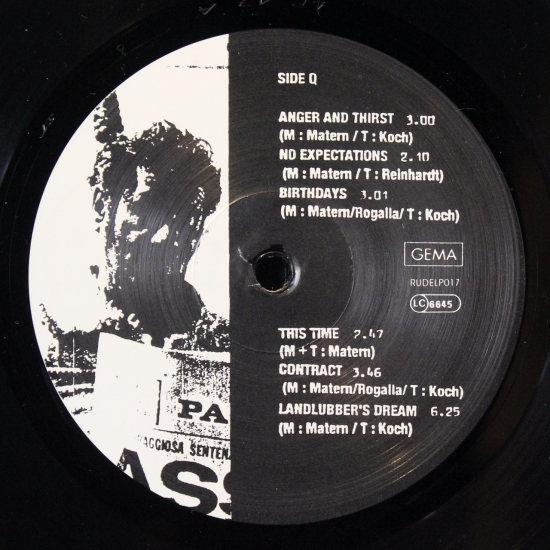 SIDE Q
ANGER AND THIRST 3.00
(M : Matern / T : Koch)
NO EXPECTATIONS 2.10
(M : Matern / T : Reinhardt)
BIRTHDAYS 3.01
(M : Matern/Rogalla/ T : Koch)
GEMA
RUDELP017
LC 6645
THIS TIME 2.47
(M + T : Matern)
CONTRACT 3.46
(M : Matern/Rogalla/ T : Koch)
LANDLUBBER'S DREAM 6.25
(M : Matern / T : Koch)
PA
AGGIOSA SENTEN
ASS